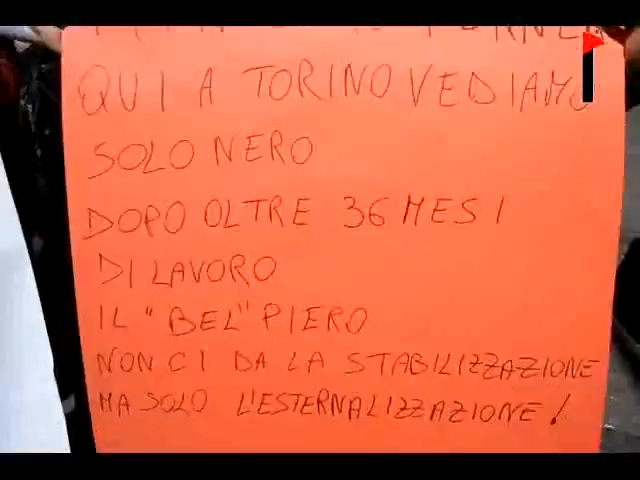 QUI A TORINO VEDIAMO
SOLO NERO
DOPO OLTRE 36 MESI
DI LAVORO
IL "BEL" PIERO
NON CI DA LA STABILIZZAZIONE
MA SOLO L'ESTERNALIZZAZIONE!